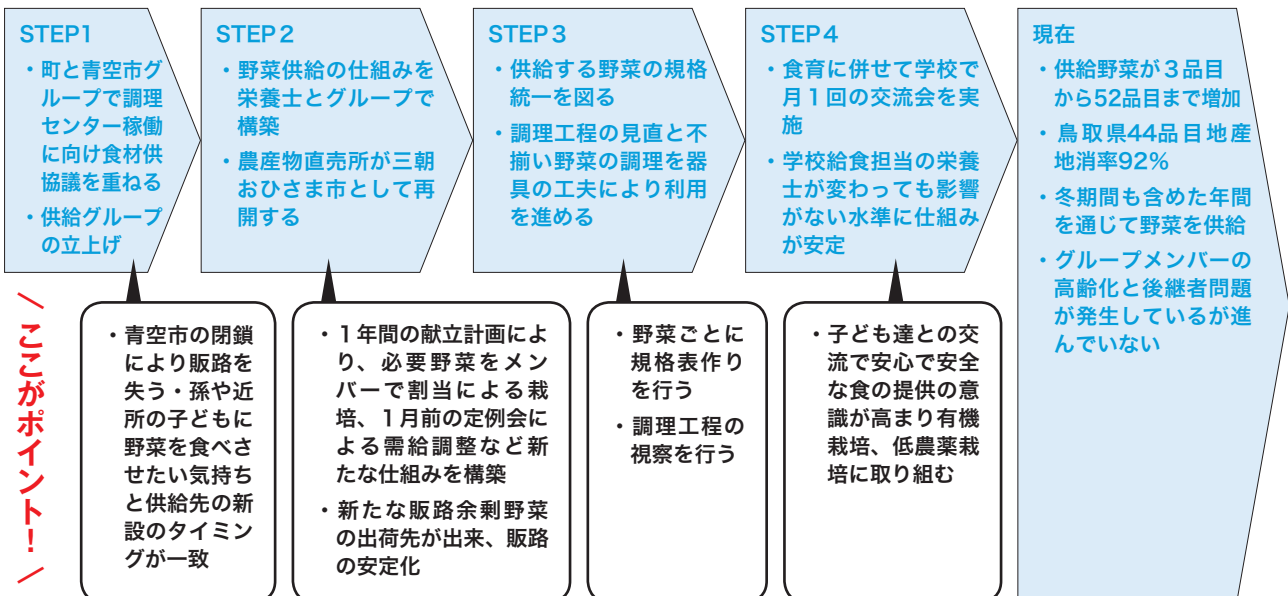 STEP1
・町と青空市グ
ループで調理
センター稼働
に向け食材供
協議を重ねる
・供給グループ
の立上げ
STEP２
・野菜供給の仕組みを
栄養士とグループで
構築
・農産物直売所が三朝
おひさま市として再
開する
STEP３
・供給する野菜の規格
統一を図る
・調理工程の見直と不
揃い野菜の調理を器
具の工夫により利用
を進める
STEP４
・食育に併せて学校で
月１回の交流会を実
施
・学校給食担当の栄養
士が変わっても影響
がない水準に仕組み
が安定
現在
・供給野菜が３品目
から52品目まで増加
・鳥取県44品目地産
地消率92%
・冬期間も含めた年間
を通じて野菜を供給
・グループメンバーの
高齢化と後継者問題
が発生しているが進
んでいない
ここがポイント！
・青空市の閉鎖
により販路を
失う・孫や近
所の子どもに
野菜を食べさ
せたい気持ち
と供給先の新
設のタイミン
グが一致
・１年間の献立計画によ
り、必要野菜をメン
バーで割当による栽
培、１月前の定例会に
よる需給調整など新
たな仕組みを構築
・新たな販路余剰野菜
の出荷先が出来、販路
の安定化
・野菜ごとに
規格表作り
を行う
・調理工程の
視察を行う
・子ども達との交
流で安心で安全
な食の提供の意
識が高まり有機
栽培、低農薬栽
培に取り組む